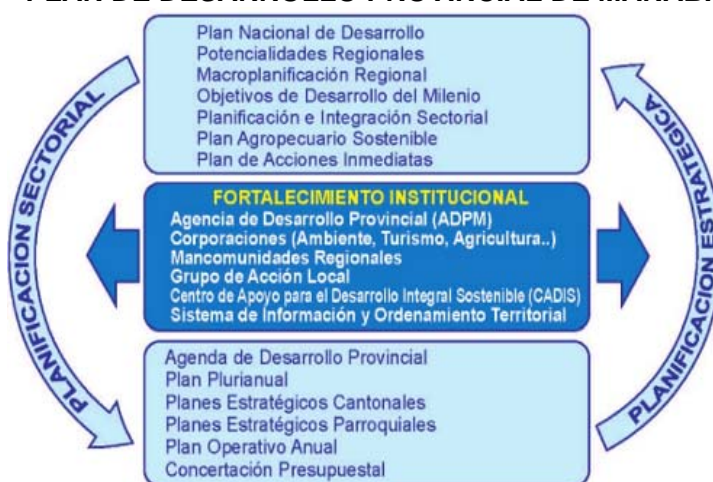 Plan Nacional de Desarrollo
Potencialidades Regionales
Macroplanificación Regional
Objetivos de Desarrollo del Milenio
Planificación e Integración Sectorial
Plan Agropecuario Sostenible
Plan de Acciones Inmediatas
PLANIFICACION SECTORIAL
FORTALECIMIENTO INSTITUCIONAL
Agencia de Desarrollo Provincial (ADPM)
Corporaciones (Ambiente, Turismo, Agricultura..)
Mancomunidades Regionales
Grupo de Acción Local
Centro de Apoyo para el Desarrollo Integral Sostenible (CADIS)
Sistema de Información y Ordenamiento Territorial
PLANIFICACION ESTRATEGICA
Agenda de Desarrollo Provincial
Plan Plurianual
Planes Estratégicos Cantonales
Planes Estratégicos Parroquiales
Plan Operativo Anual
Concertación Presupuestal